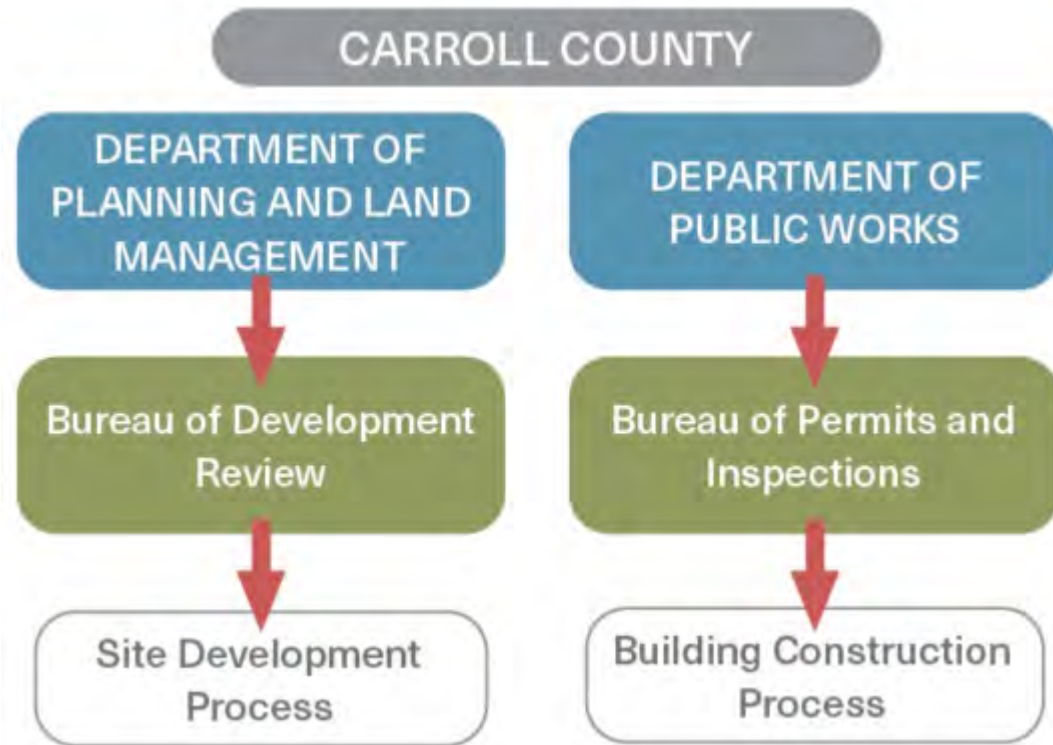 CARROLL COUNTY
DEPARTMENT OF
PLANNING AND LAND
MANAGEMENT
Bureau of Development
Review
Site Development
Process
DEPARTMENT OF
PUBLIC WORKS
Bureau of Permits and
Inspections
Building Construction
Process